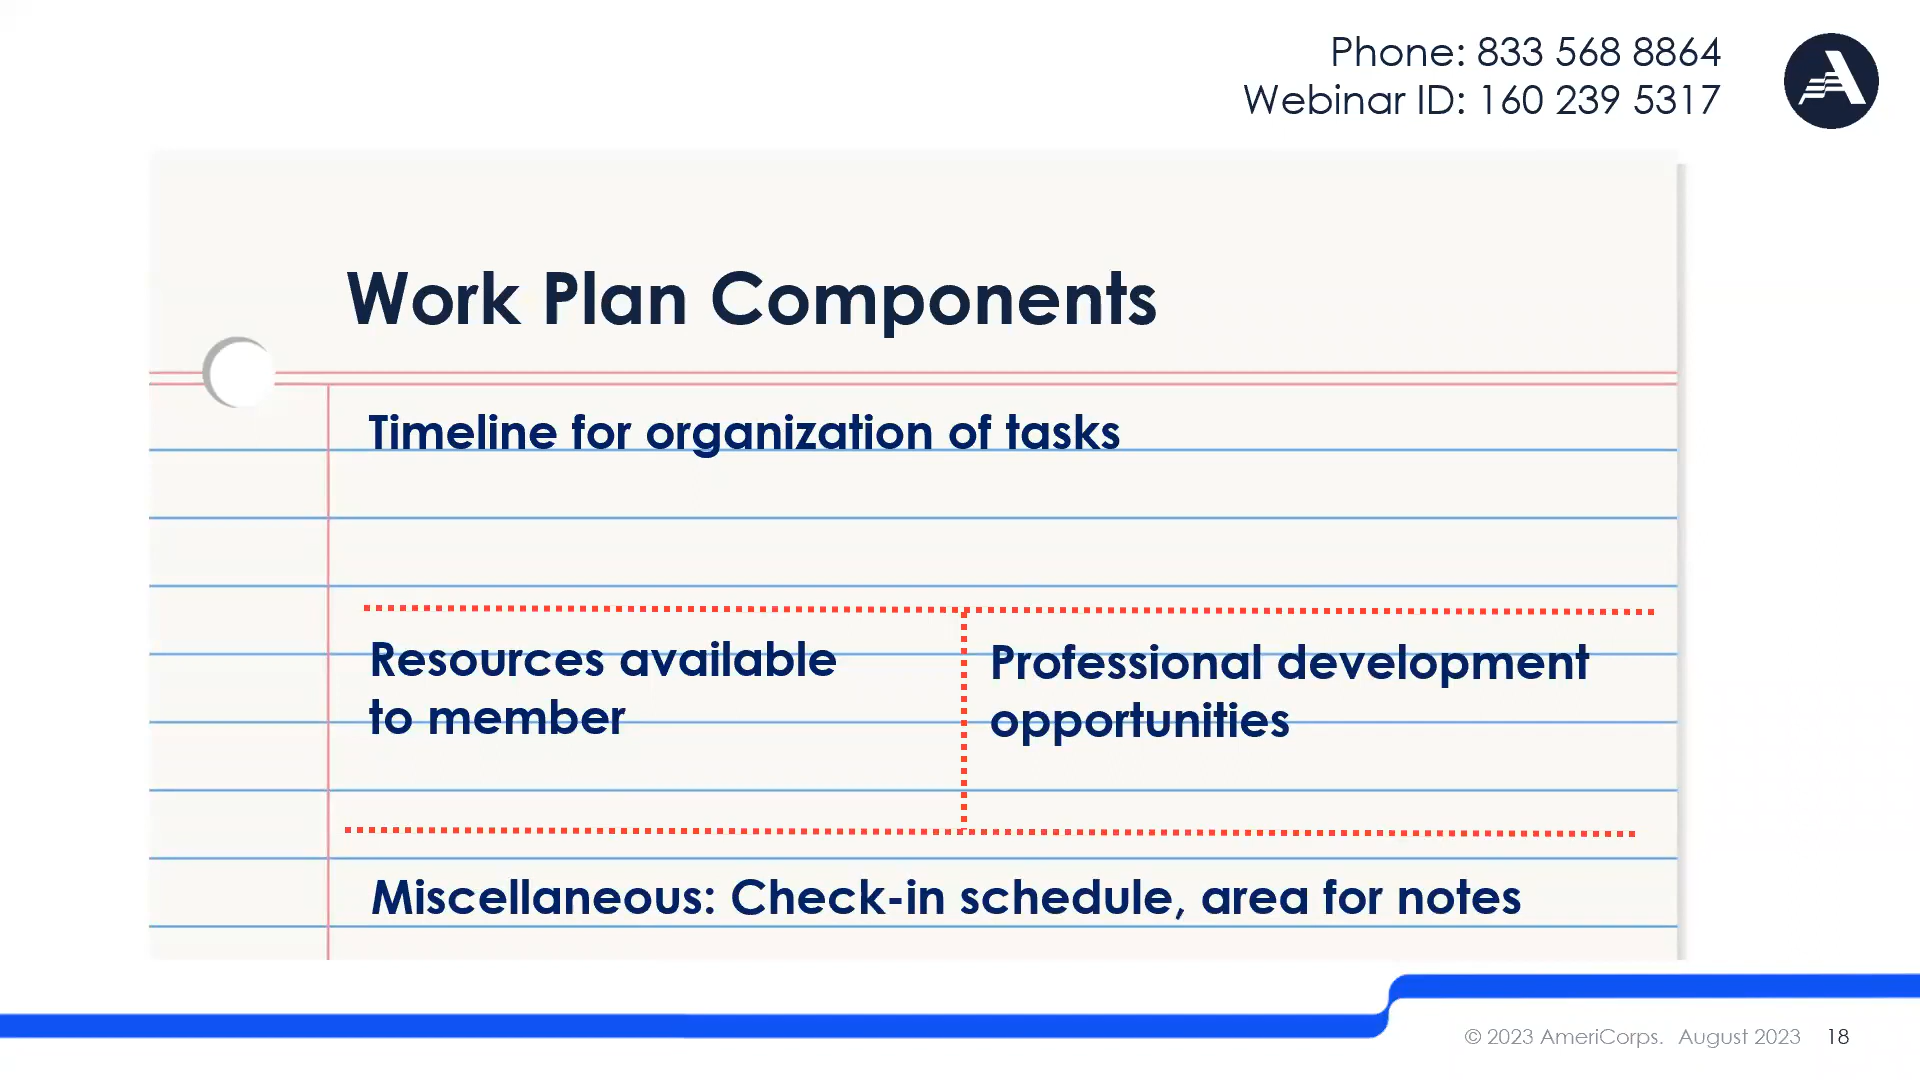 Phone: 833 568 8864
Webinar ID: 160 239 5317
Work Plan Components
Timeline for organization of tasks
Resources available
to member
Professional development
opportunities
Miscellaneous: Check-in schedule, area for notes
© 2023 AmeriCorps. August 2023 18